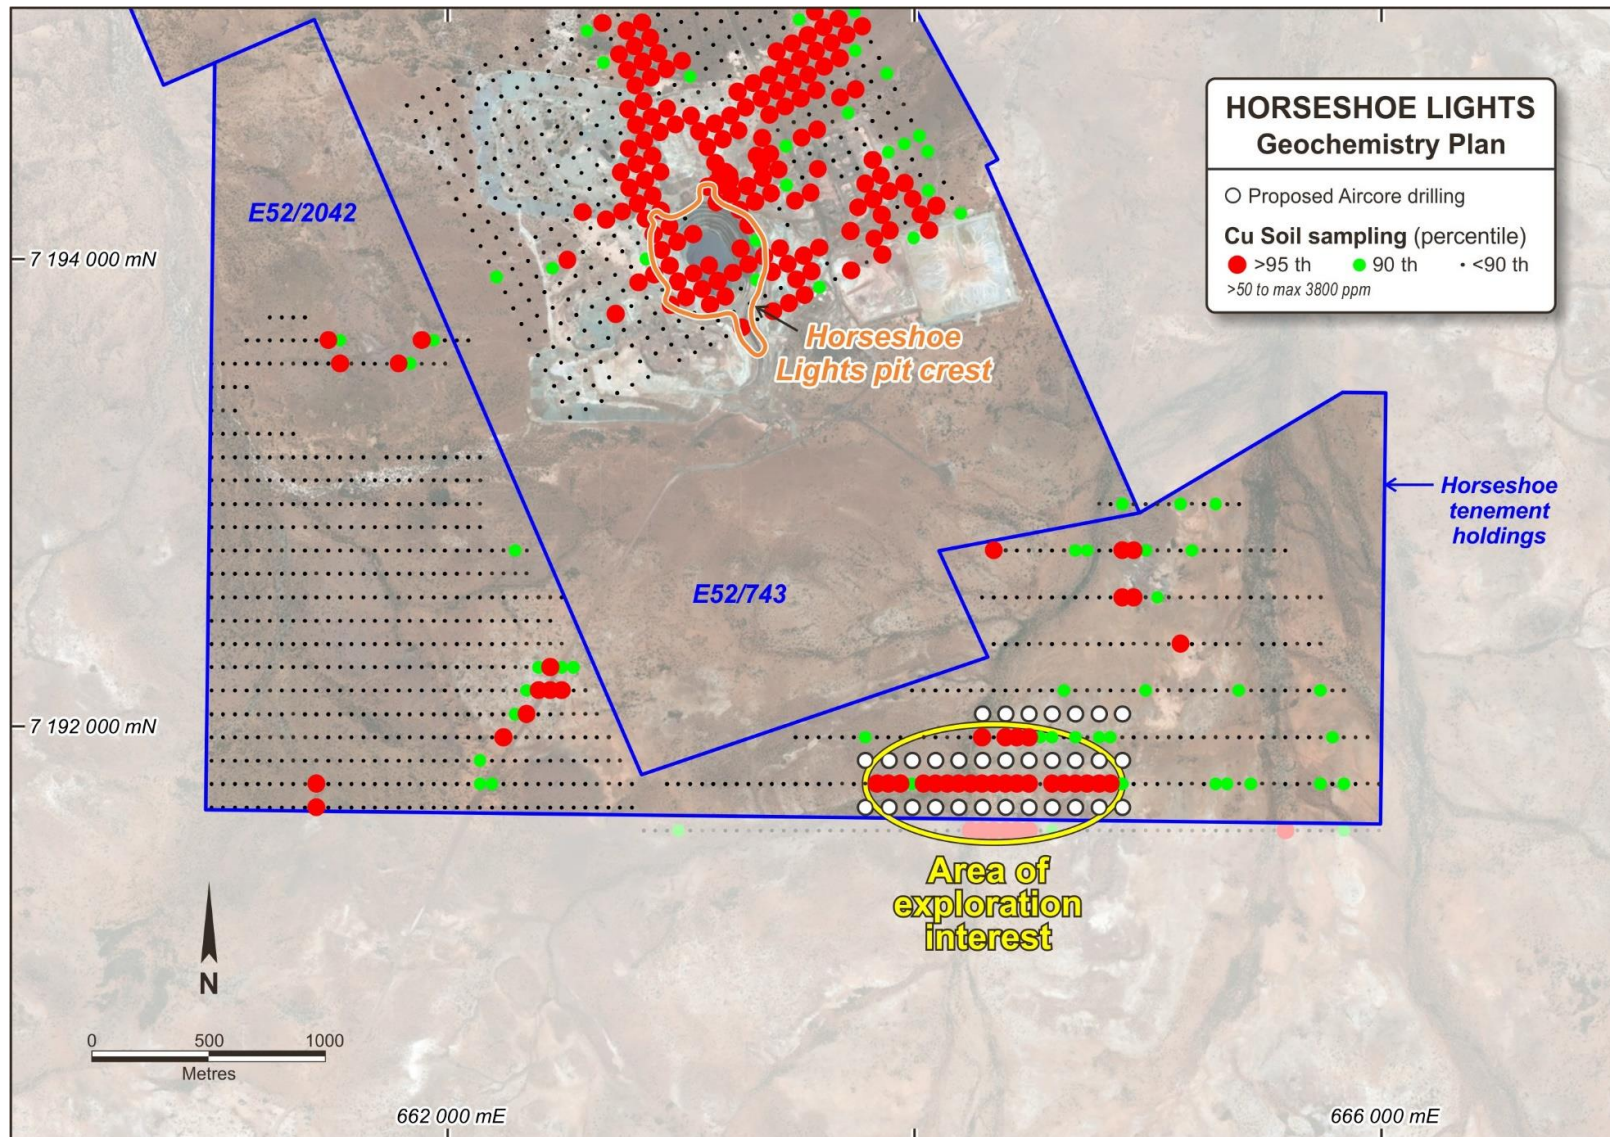 HORSESHOE LIGHTS
Geochemistry Plan
Proposed Aircore drilling
Cu Soil sampling (percentile)
>95 th 90 th <90 th
>50 to max 3800 ppm
E52/2042
7 194 000 mN
Horseshoe
Lights pit crest
Horseshoe
tenement
holdings
E52/743
7 192 000 mN
Area of
exploration
interest
N
0 500 1000
Metres
662 000 mE
666 000 mE